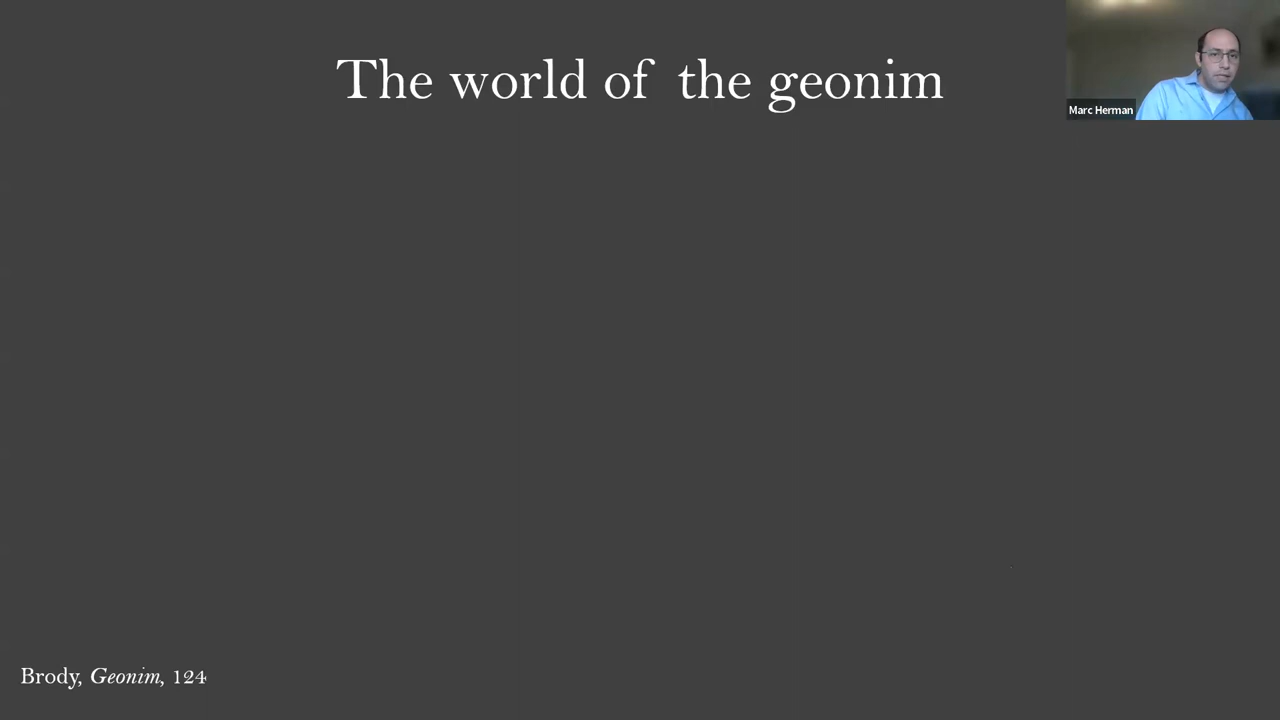 The world of the geonim
Marc Herman
Brody, Geonim, 124